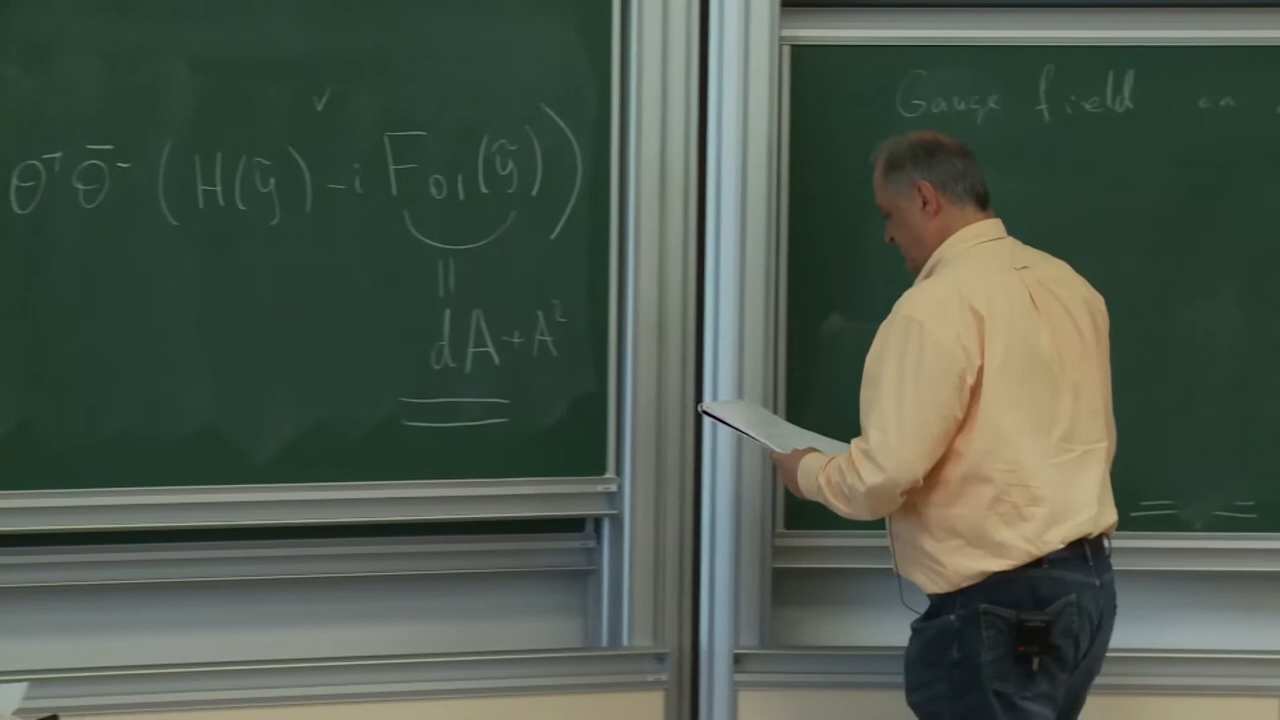 θ⁺ θ̄⁻ (H(ỹ) - i F₀₁(ỹ))
=
dA + A²
Gauge field on